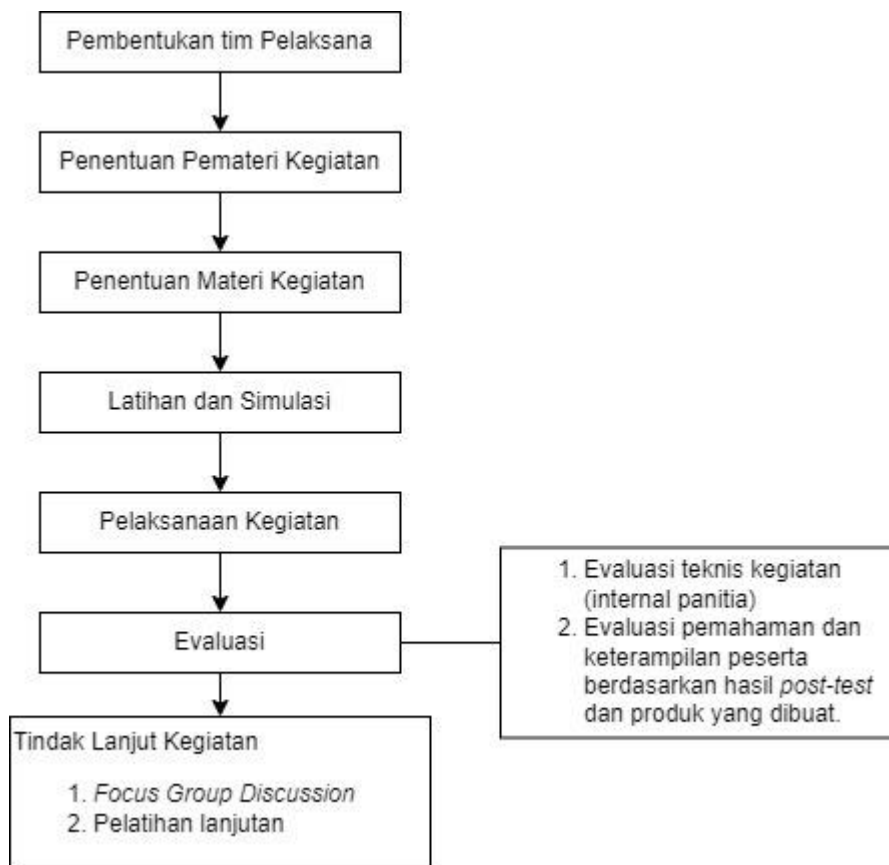 Pembentukan tim Pelaksana
Penentuan Pemateri Kegiatan
Penentuan Materi Kegiatan
Latihan dan Simulasi
Pelaksanaan Kegiatan
Evaluasi
1. Evaluasi teknis kegiatan
(internal panitia)
2. Evaluasi pemahaman dan
keterampilan peserta
berdasarkan hasil post-test
dan produk yang dibuat.
Tindak Lanjut Kegiatan
1. Focus Group Discussion
2. Pelatihan lanjutan